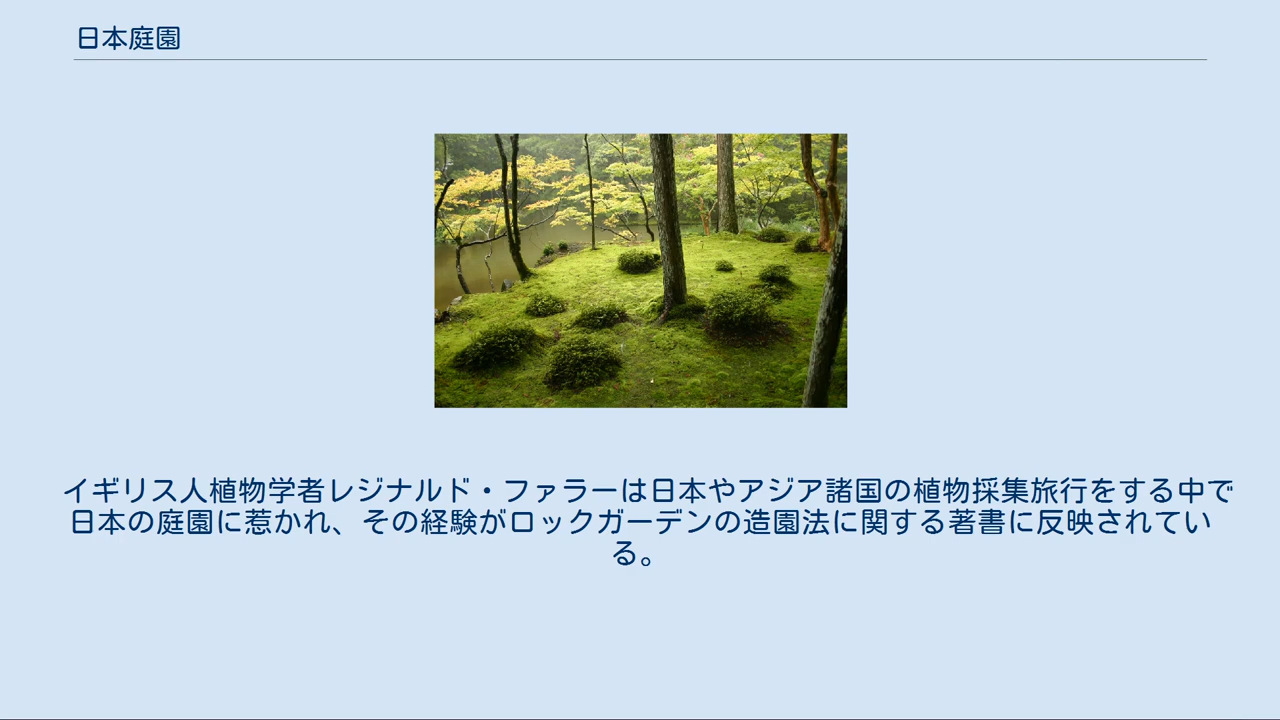 日本庭園
イギリス人植物学者レジナルド・ファラーは日本やアジア諸国の植物採集旅行をする中で
日本の庭園に惹かれ、その経験がロックガーデンの造園法に関する著書に反映されてい
る。